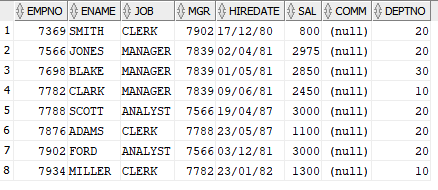 EMPNO ENAME JOB MGR HIREDATE SAL COMM DEPTNO
1 7369 SMITH CLERK 7902 17/12/80 800 (null) 20
2 7566 JONES MANAGER 7839 02/04/81 2975 (null) 20
3 7698 BLAKE MANAGER 7839 01/05/81 2850 (null) 30
4 7782 CLARK MANAGER 7839 09/06/81 2450 (null) 10
5 7788 SCOTT ANALYST 7566 19/04/87 3000 (null) 20
6 7876 ADAMS CLERK 7788 23/05/87 1100 (null) 20
7 7902 FORD ANALYST 7566 03/12/81 3000 (null) 20
8 7934 MILLER CLERK 7782 23/01/82 1300 (null) 10